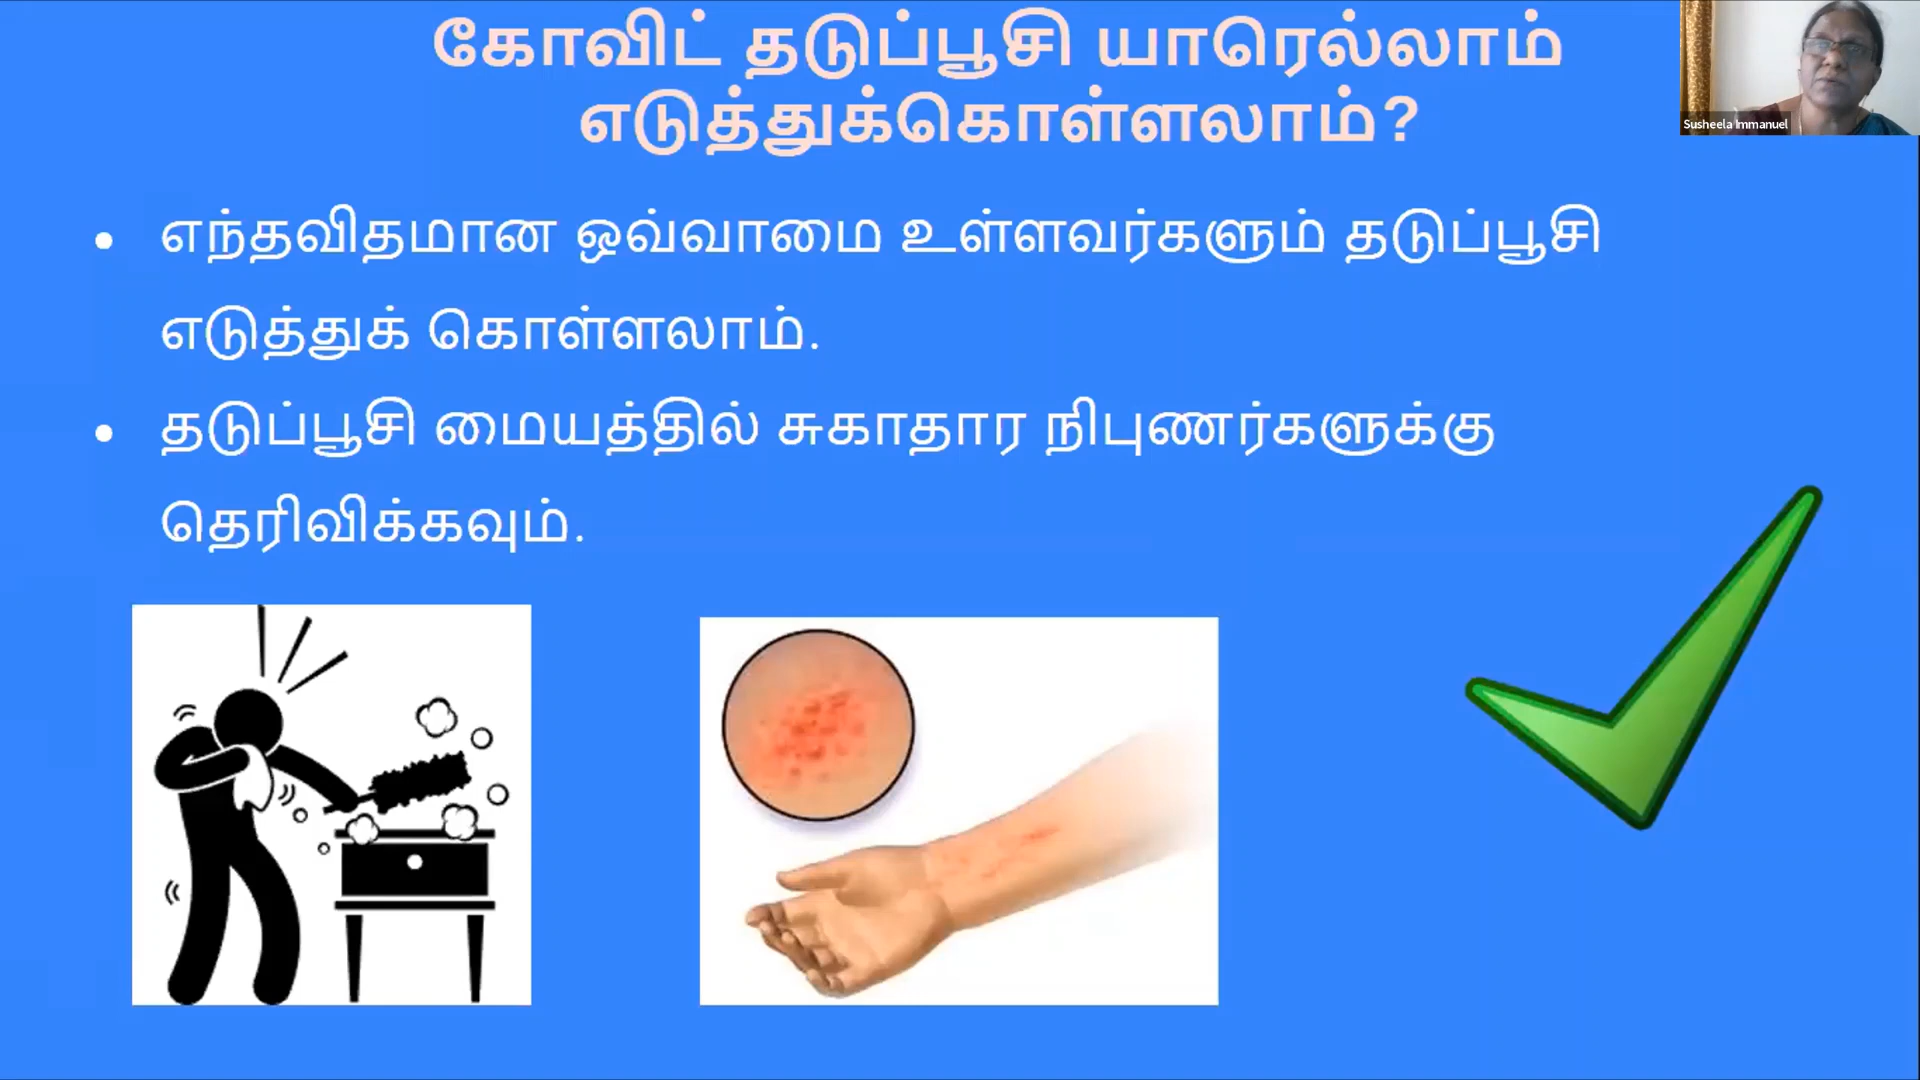 கோவிட் தடுப்பூசி யாரெல்லாம்
எடுத்துக்கொள்ளலாம்?
Susheela Immanuel
• எந்தவிதமான ஒவ்வாமை உள்ளவர்களும் தடுப்பூசி
எடுத்துக் கொள்ளலாம்.
• தடுப்பூசி மையத்தில் சுகாதார நிபுணர்களுக்கு
தெரிவிக்கவும்.